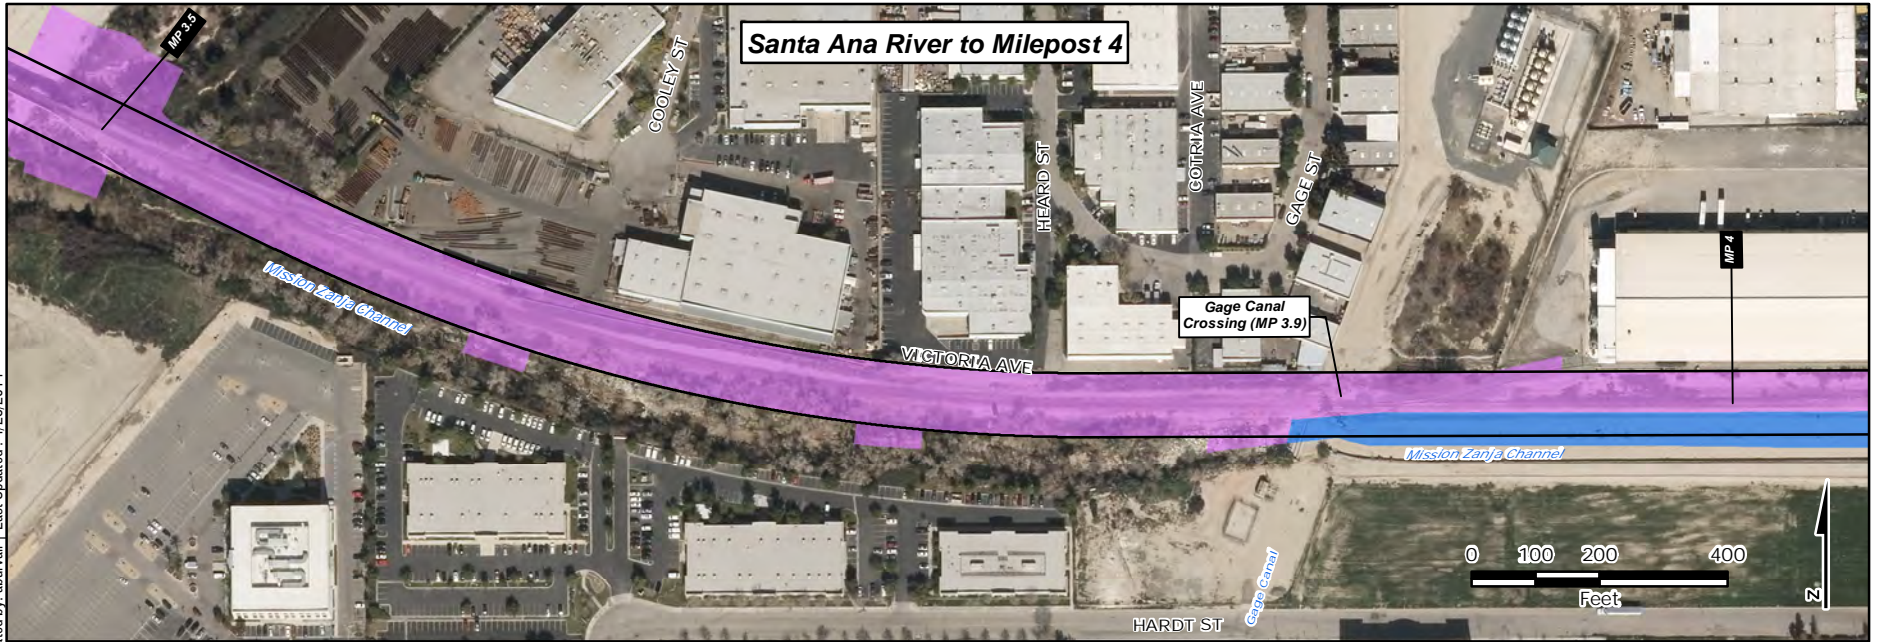 Santa Ana River to Milepost 4
MP 3.5
COOLEY ST
HEARD ST
COTRIA AVE
GAGE ST
MP 4
Mission Zanja Channel
Gage Canal
Crossing (MP 3.9)
VICTORIA AVE
Mission Zanja Channel
Gage Canal
HARDT ST
0 100 200 400
Feet
N